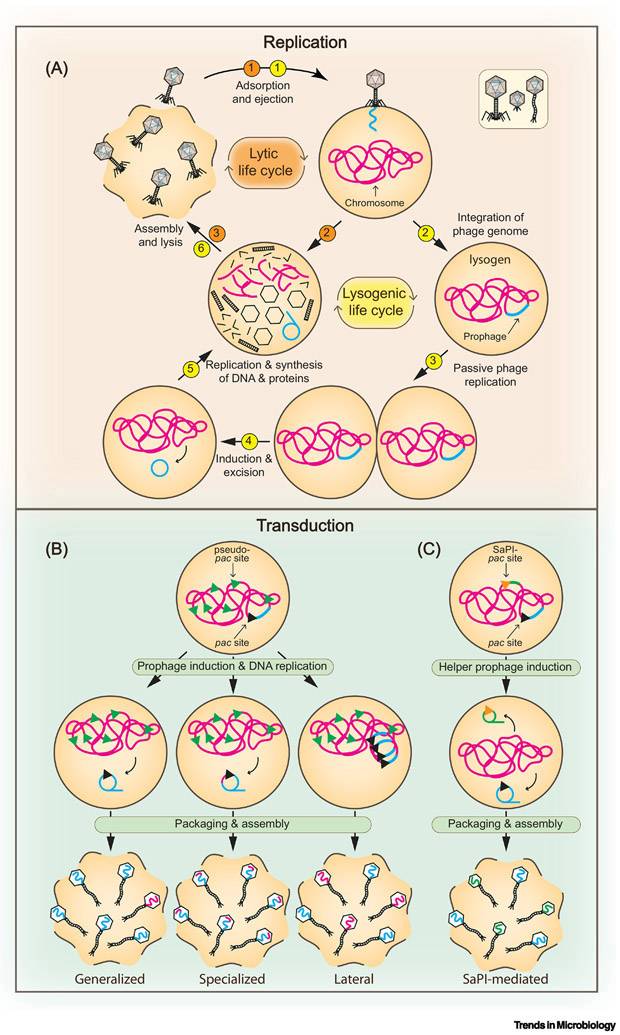 Replication
(A)
1
1
Adsorption
and ejection
Lytic
life cycle
Chromosome
Assembly
and lysis
3
6
2
2
Integration of
phage genome
lysogen
Prophage
Lysogenic
life cycle
3
Passive phage
replication
5
Replication & synthesis
of DNA & proteins
4
Induction &
excision
Transduction
(B)
pseudo-
pac site
pac site
Prophage induction & DNA replication
Packaging & assembly
Generalized
Specialized
Lateral
(C)
SaPI-
pac site
pac site
Helper prophage induction
Packaging & assembly
SaPI-mediated
Trends in Microbiology